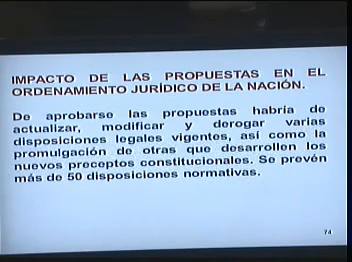 IMPACTO DE LAS PROPUESTAS EN EL
ORDENAMIENTO JURÍDICO DE LA NACIÓN.
De aprobarse las propuestas habría de
actualizar, modificar y derogar varias
disposiciones legales vigentes, así como la
promulgación de otras que desarrollen los
nuevos preceptos constitucionales. Se prevén
más de 50 disposiciones normativas.
74